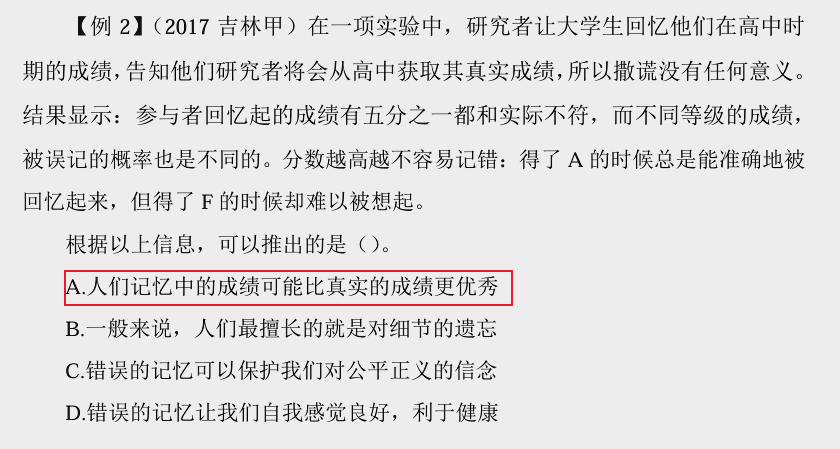 【例 2】（2017 吉林甲）在一项实验中，研究者让大学生回忆他们在高中时
期的成绩，告知他们研究者将会从高中获取其真实成绩，所以撒谎没有任何意义。
结果显示：参与者回忆起的成绩有五分之一都和实际不符，而不同等级的成绩，
被误记的概率也是不同的。分数越高越不容易记错：得了 A 的时候总是能准确地被
回忆起来，但得了 F 的时候却难以被想起。
根据以上信息，可以推出的是（）。
A.人们记忆中的成绩可能比真实的成绩更优秀
B.一般来说，人们最擅长的就是对细节的遗忘
C.错误的记忆可以保护我们对公平正义的信念
D.错误的记忆让我们自我感觉良好，利于健康